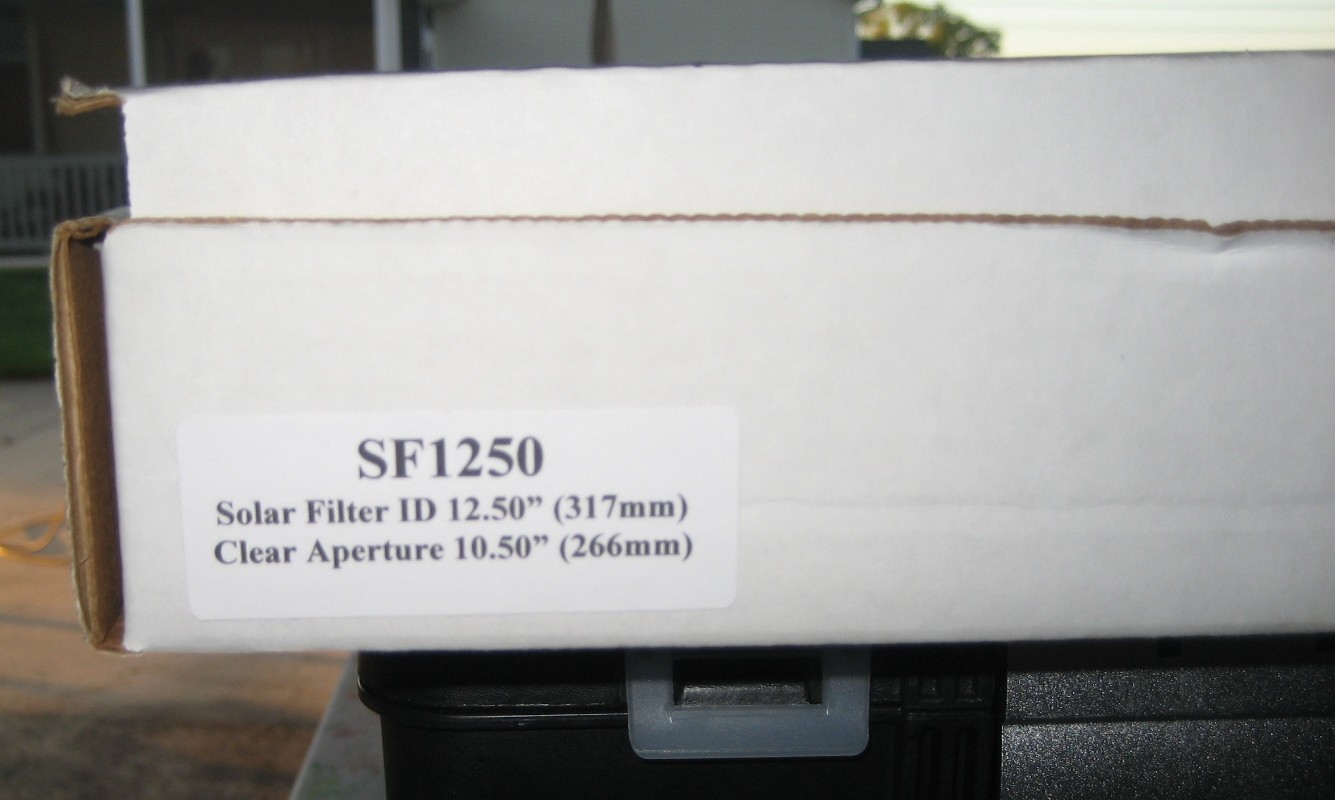 SF1250
Solar Filter ID 12.50” (317mm)
Clear Aperture 10.50” (266mm)